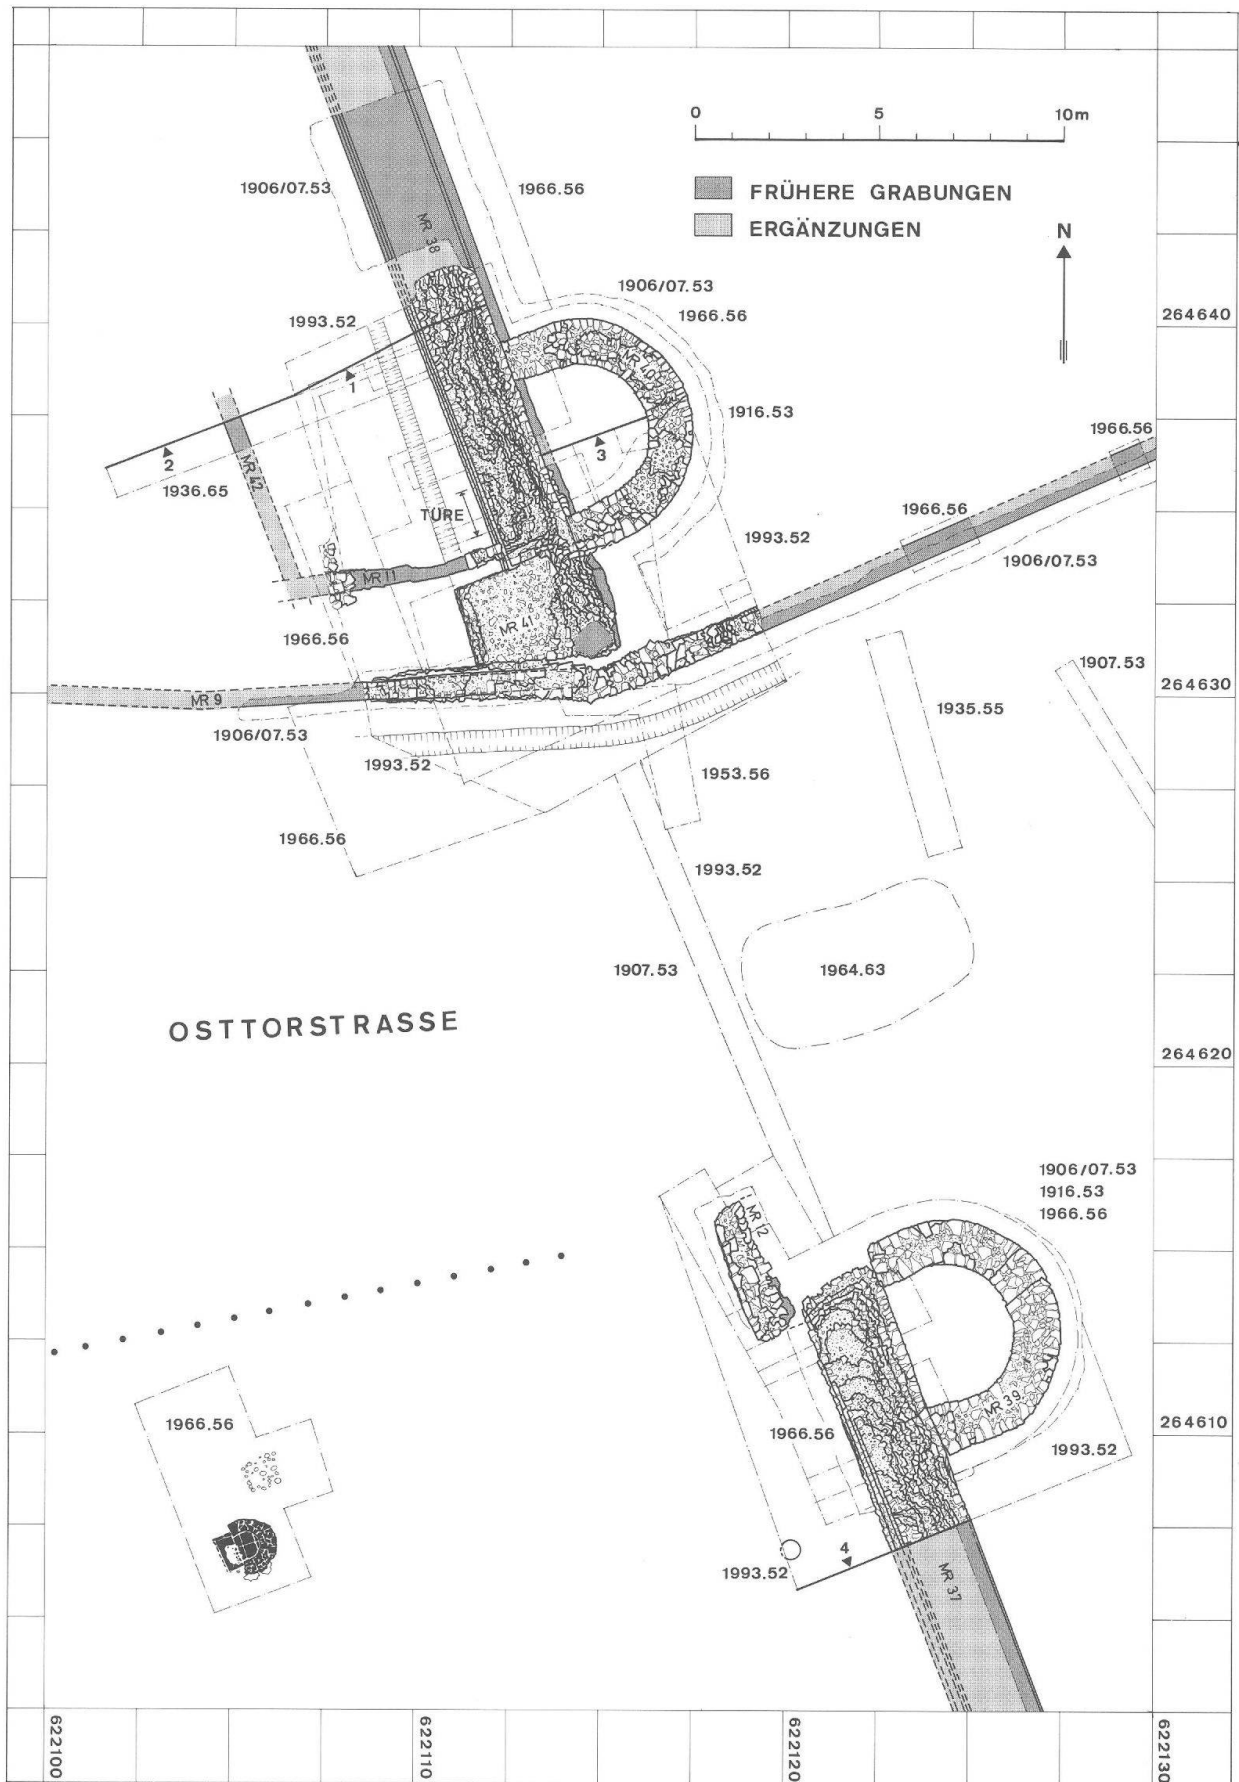 0 5 10m
FRÜHERE GRABUNGEN
ERGÄNZUNGEN
N
1906/07.53
1966.56
MR 38
1906/07.53
1966.56
1993.52
264640
MR 40
1
1916.53
3
1966.56
2
1936.65
MR 42
TÜRE
1966.56
1993.52
1906/07.53
MR 11
MR 41
1966.56
1907.53
264630
MR 9
1906/07.53
1935.55
1993.52
1953.56
1966.56
1993.52
1907.53
1964.63
OSTTORSTRASSE
264620
1906/07.53
1916.53
1966.56
MR 12
MR 39
1966.56
1966.56
264610
1993.52
4
1993.52
MR 37
622100
622110
622120
622130